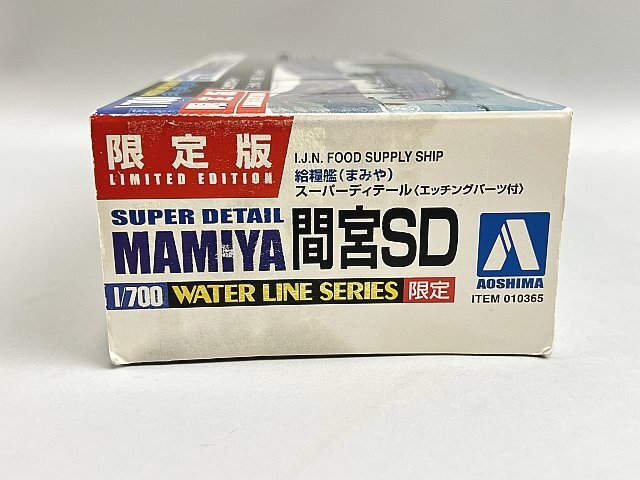 限定版
LIMITED EDITION
I.J.N. FOOD SUPPLY SHIP
給糧艦(まみや)
スーパーディテール〈エッチングパーツ付〉
SUPER DETAIL
MAMIYA 間宮SD
1/700 WATER LINE SERIES 限定
AOSHIMA
ITEM 010365